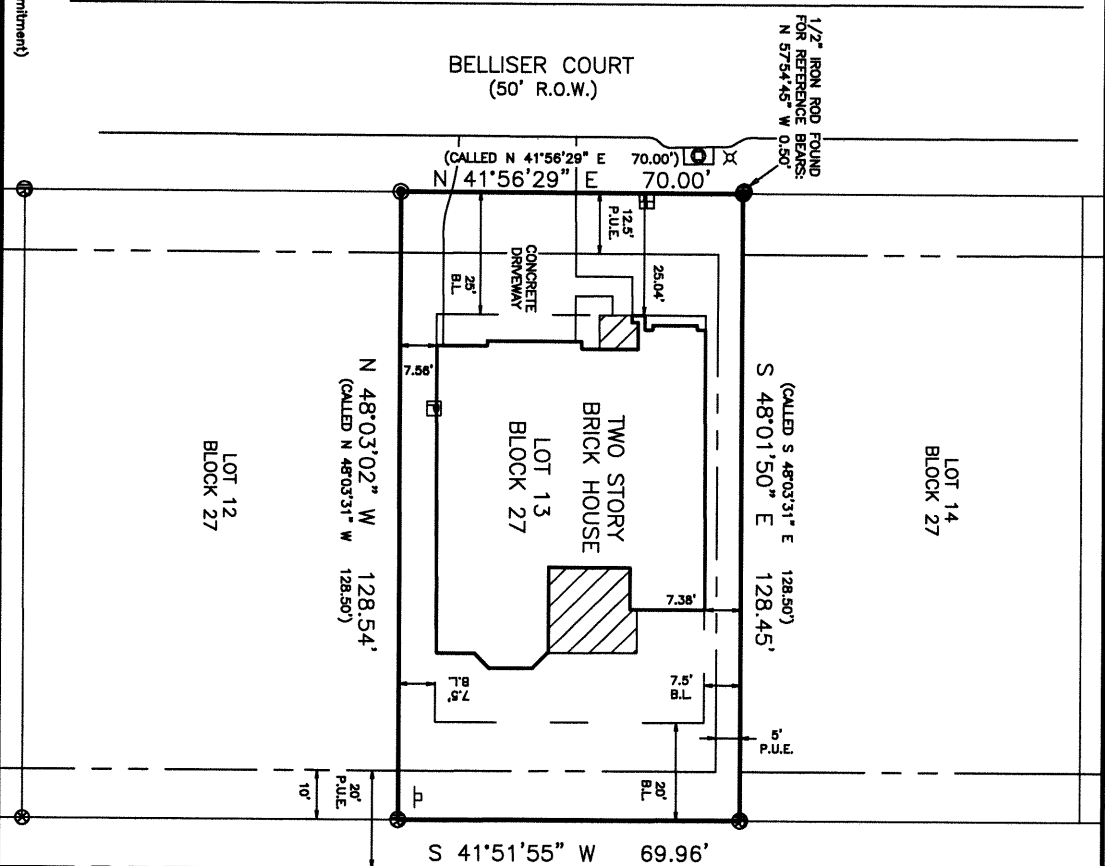 mitment)
BELLISER COURT
(50' R.O.W.)
1/2" IRON ROD FOUND
FOR REFERENCE BEARS:
N 57°54'45" W 0.50'
(CALLED N 41°56'29" E 70.00')
N 41°56'29" E 70.00'
12.5'
P.U.E.
25.04'
25'
B.L.
CONCRETE
DRIVEWAY
7.56'
N 48°03'02" W 128.54'
(CALLED N 48°03'31" W 128.50')
TWO STORY
BRICK HOUSE
LOT 13
BLOCK 27
(CALLED S 48°03'31" E 128.50')
S 48°01'50" E 128.45'
LOT 14
BLOCK 27
LOT 12
BLOCK 27
7.38'
7.5'
B.L.
7.5'
B.L.
5'
P.U.E.
20'
B.L.
20'
P.U.E.
10'
S 41°51'55" W 69.96'